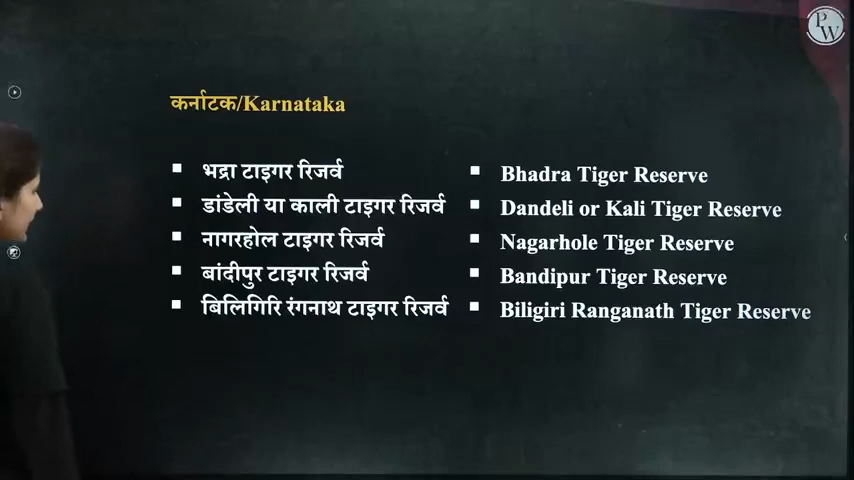 PW
कर्नाटक/Karnataka
▪ भद्रा टाइगर रिजर्व
▪ डांडेली या काली टाइगर रिजर्व
▪ नागरहोल टाइगर रिजर्व
▪ बांदीपुर टाइगर रिजर्व
▪ बिलिगिरि रंगनाथ टाइगर रिजर्व
▪ Bhadra Tiger Reserve
▪ Dandeli or Kali Tiger Reserve
▪ Nagarhole Tiger Reserve
▪ Bandipur Tiger Reserve
▪ Biligiri Ranganath Tiger Reserve